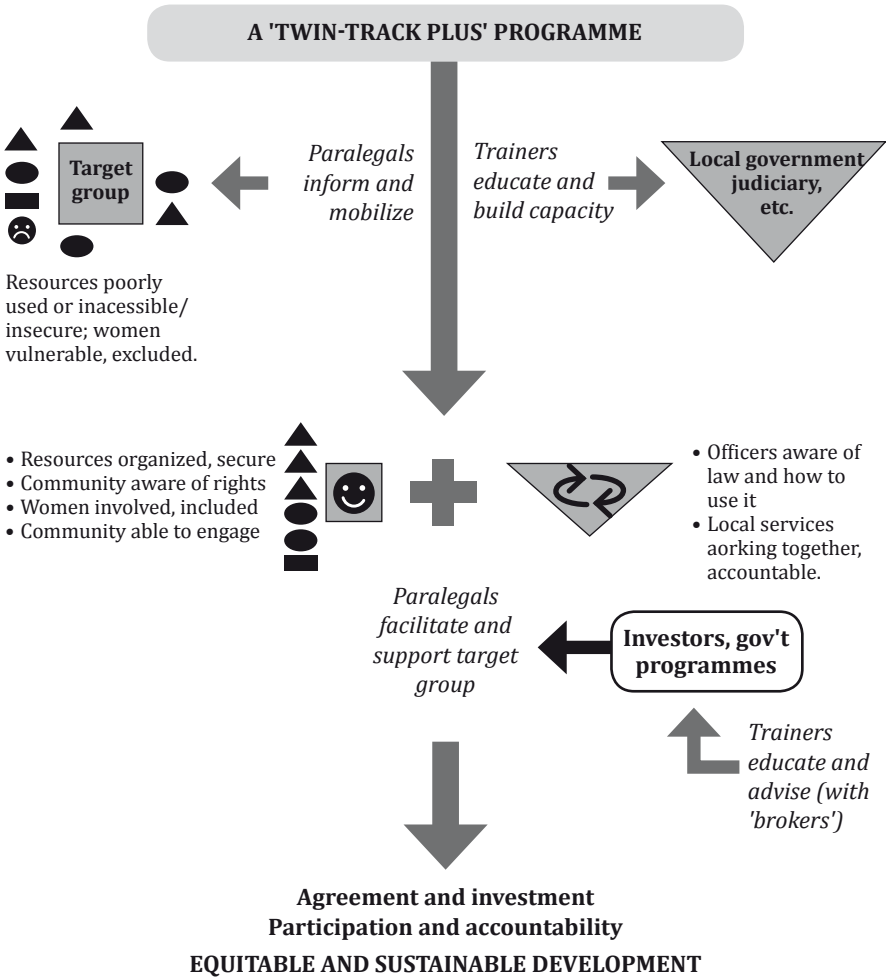 A 'TWIN-TRACK PLUS' PROGRAMME
Target
group
Paralegals
inform and
mobilize
Trainers
educate and
build capacity
Local government
judiciary,
etc.
Resources poorly
used or inacessible/
insecure; women
vulnerable, excluded.
• Resources organized, secure
• Community aware of rights
• Women involved, included
• Community able to engage
• Officers aware of
law and how to
use it
• Local services
aorking together,
accountable.
Paralegals
facilitate and
support target
group
Investors, gov't
programmes
Trainers
educate and
advise (with
'brokers')
Agreement and investment
Participation and accountability
EQUITABLE AND SUSTAINABLE DEVELOPMENT